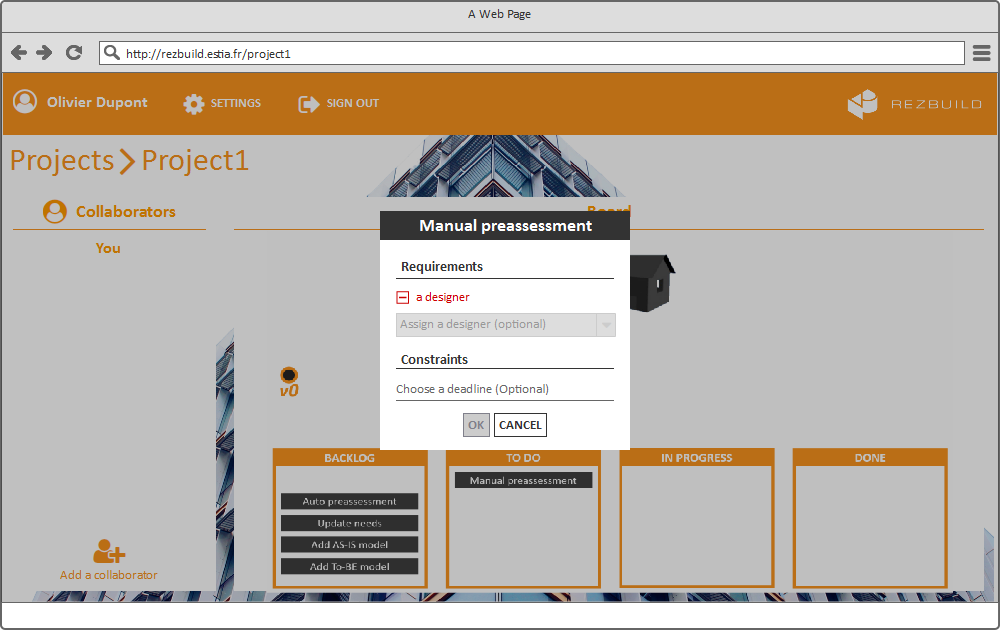 A Web Page
http://rezbuild.estia.fr/project1
Olivier Dupont
SETTINGS
SIGN OUT
REZBUILD
Projects
Project1
Collaborators
You
Add a collaborator
Board
Manual preassessment
Requirements
a designer
Assign a designer (optional)
Constraints
Choose a deadline (Optional)
OK
CANCEL
v0
BACKLOG
Auto preassessment
Update needs
Add AS-IS model
Add To-BE model
TO DO
Manual preassessment
IN PROGRESS
DONE